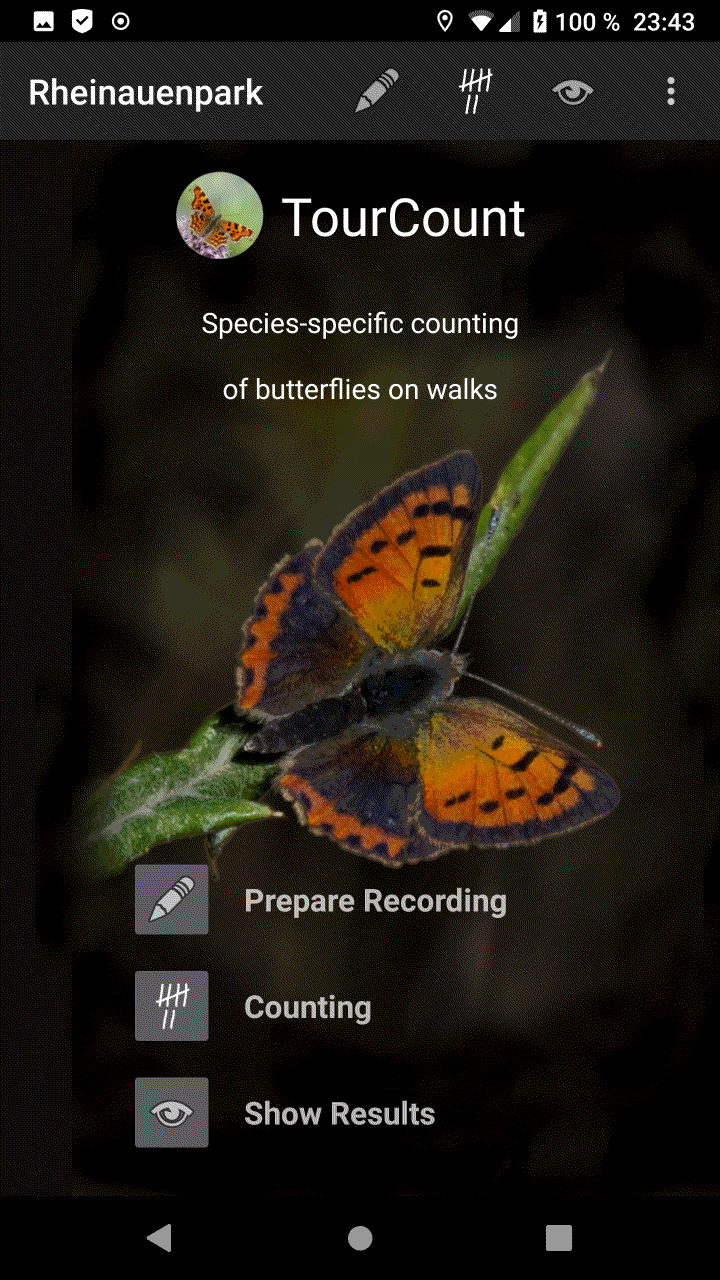 100 % 23:43
Rheinauenpark
TourCount
Species-specific counting
of butterflies on walks
Prepare Recording
Counting
Show Results